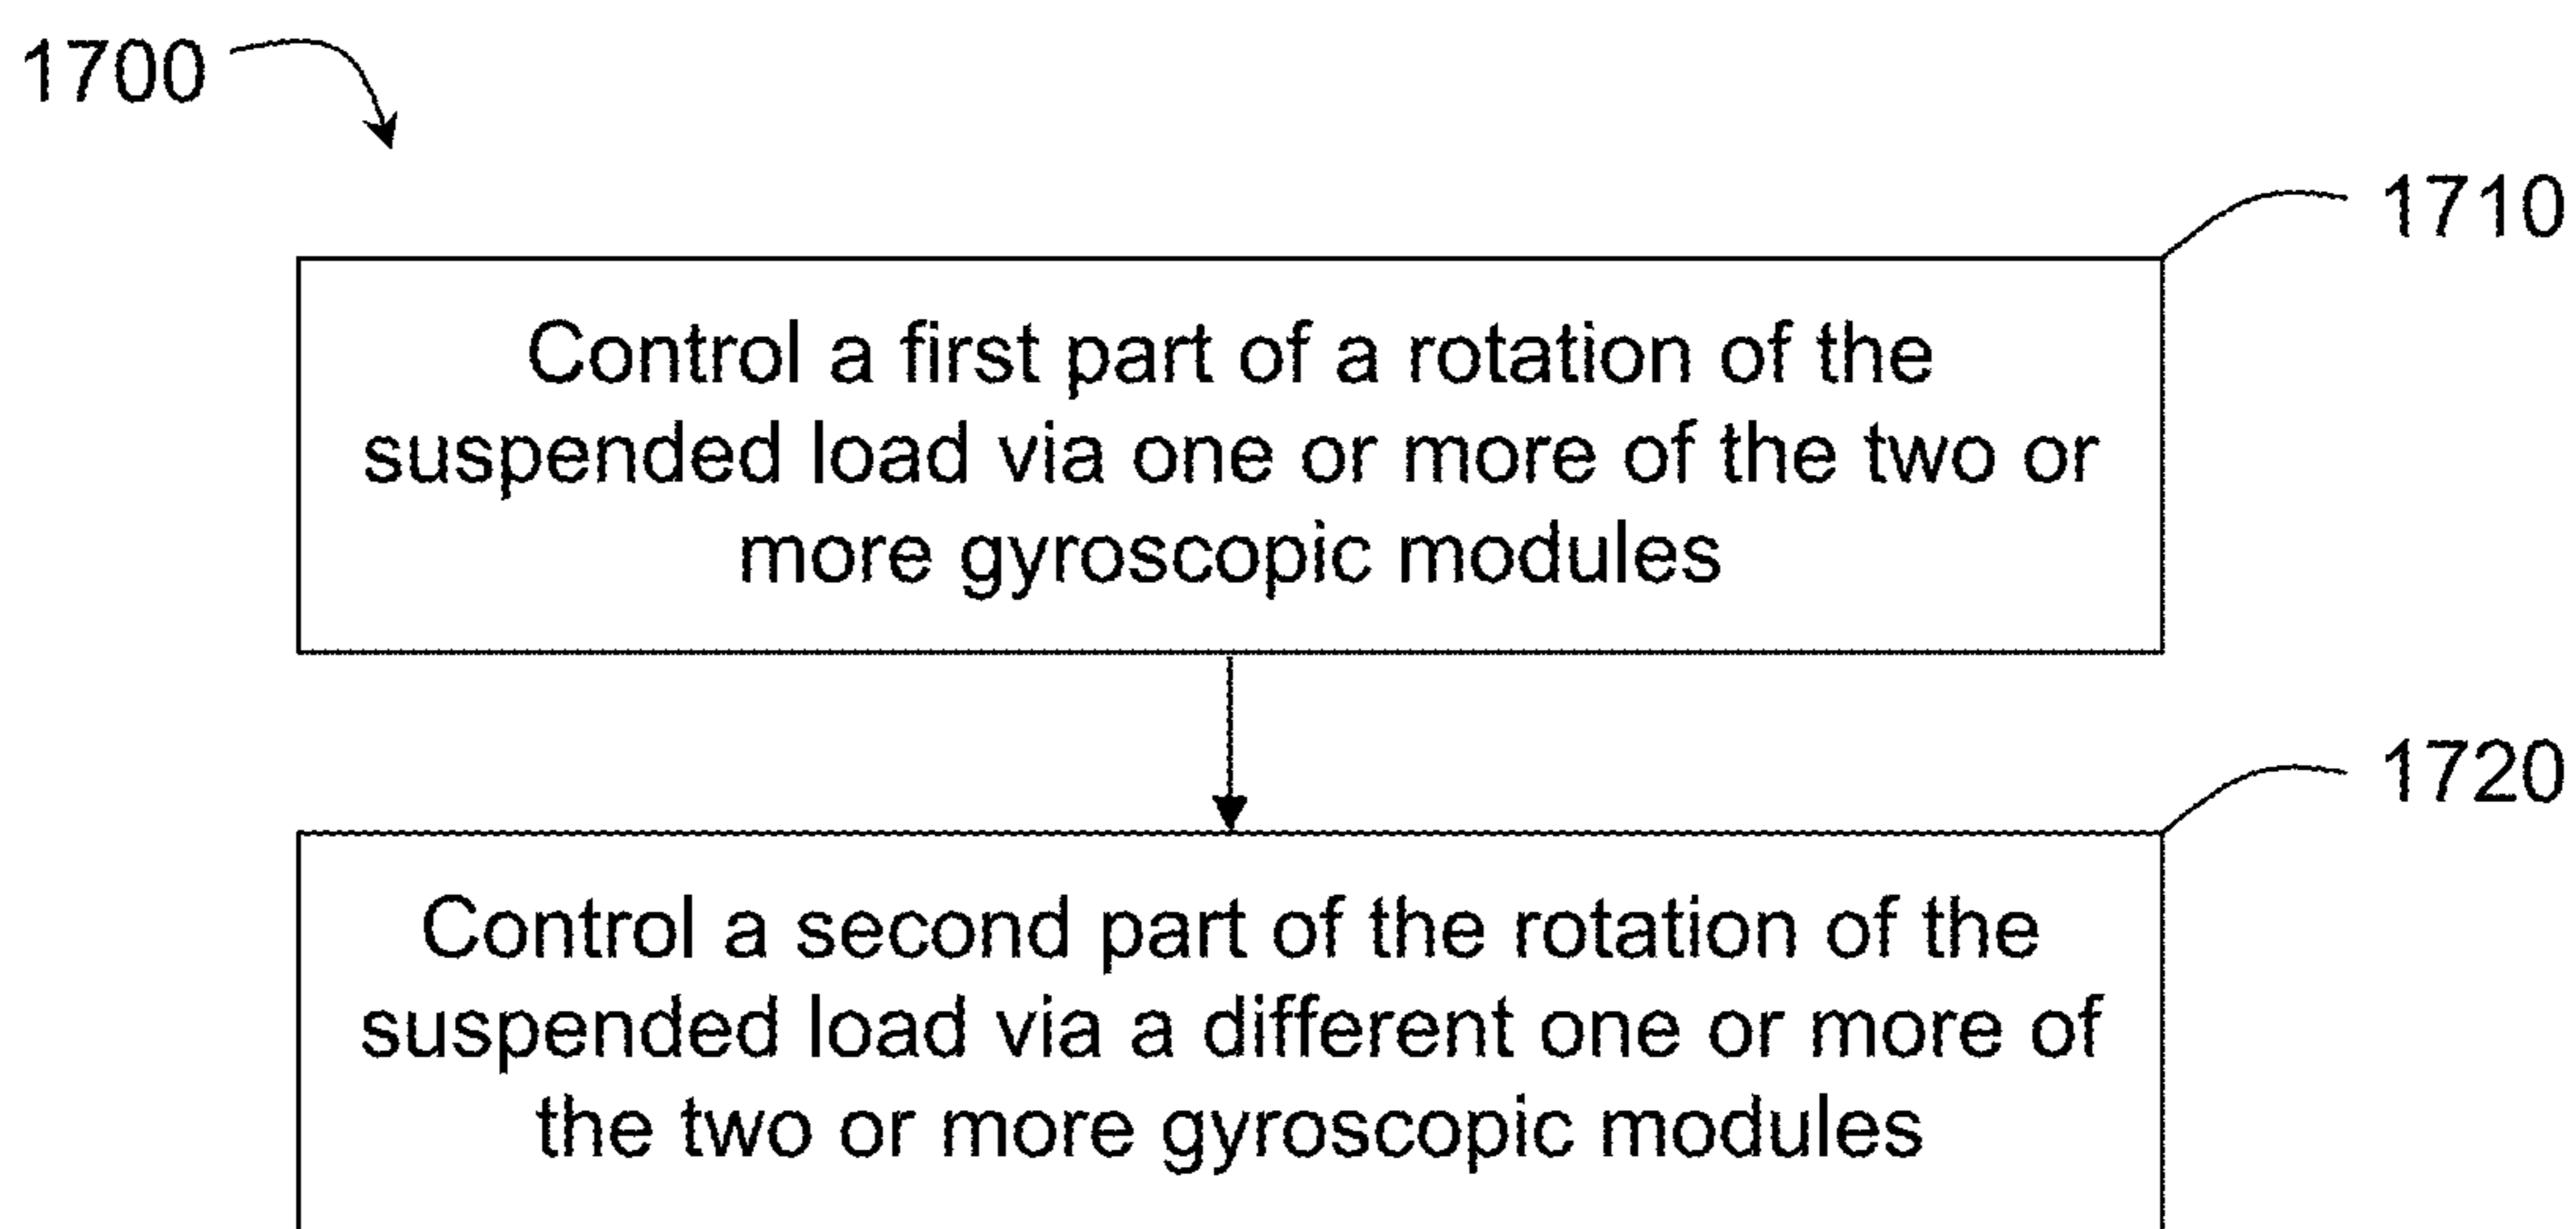 1700
1710
Control a first part of a rotation of the
suspended load via one or more of the two or
more gyroscopic modules
1720
Control a second part of the rotation of the
suspended load via a different one or more of
the two or more gyroscopic modules